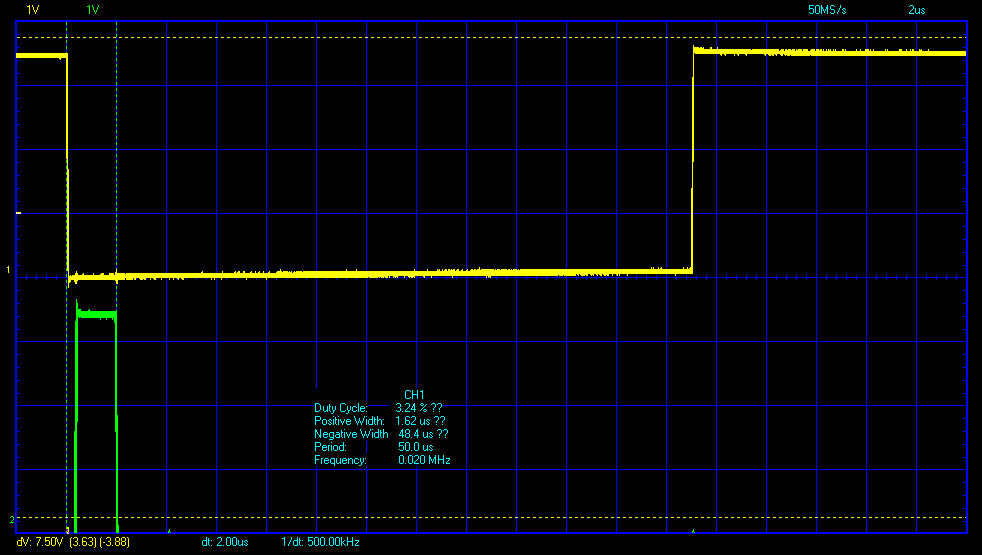 1V 1V 50MS/s 2us
1
CH1
Duty Cycle: 3.24 % ??
Positive Width: 1.62 us ??
Negative Width 48.4 us ??
Period: 50.0 us
Frequency: 0.020 MHz
2
dV: 7.50V (3.63) (-3.88) dt: 2.00us 1/dt: 500.00kHz